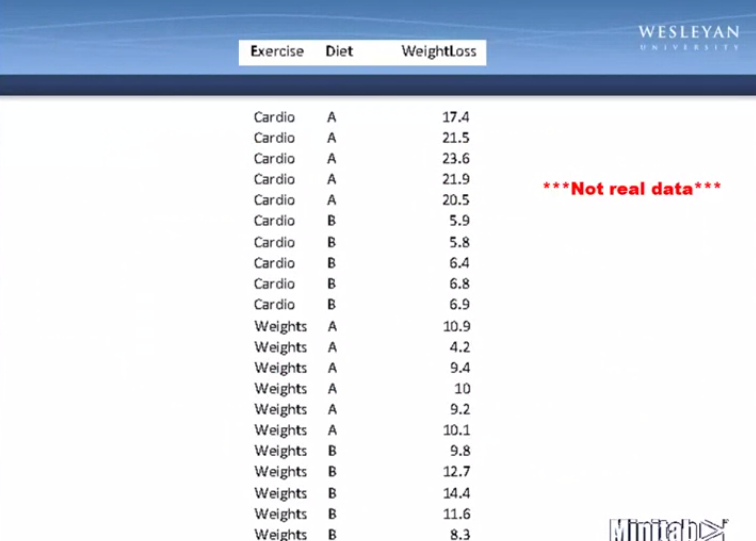 WESLEYAN
UNIVERSITY
Exercise Diet WeightLoss
Cardio A 17.4
Cardio A 21.5
Cardio A 23.6
Cardio A 21.9
***Not real data***
Cardio A 20.5
Cardio B 5.9
Cardio B 5.8
Cardio B 6.4
Cardio B 6.8
Cardio B 6.9
Weights A 10.9
Weights A 4.2
Weights A 9.4
Weights A 10
Weights A 9.2
Weights A 10.1
Weights B 9.8
Weights B 12.7
Weights B 14.4
Weights B 11.6
Weights B 8.3
Minitab